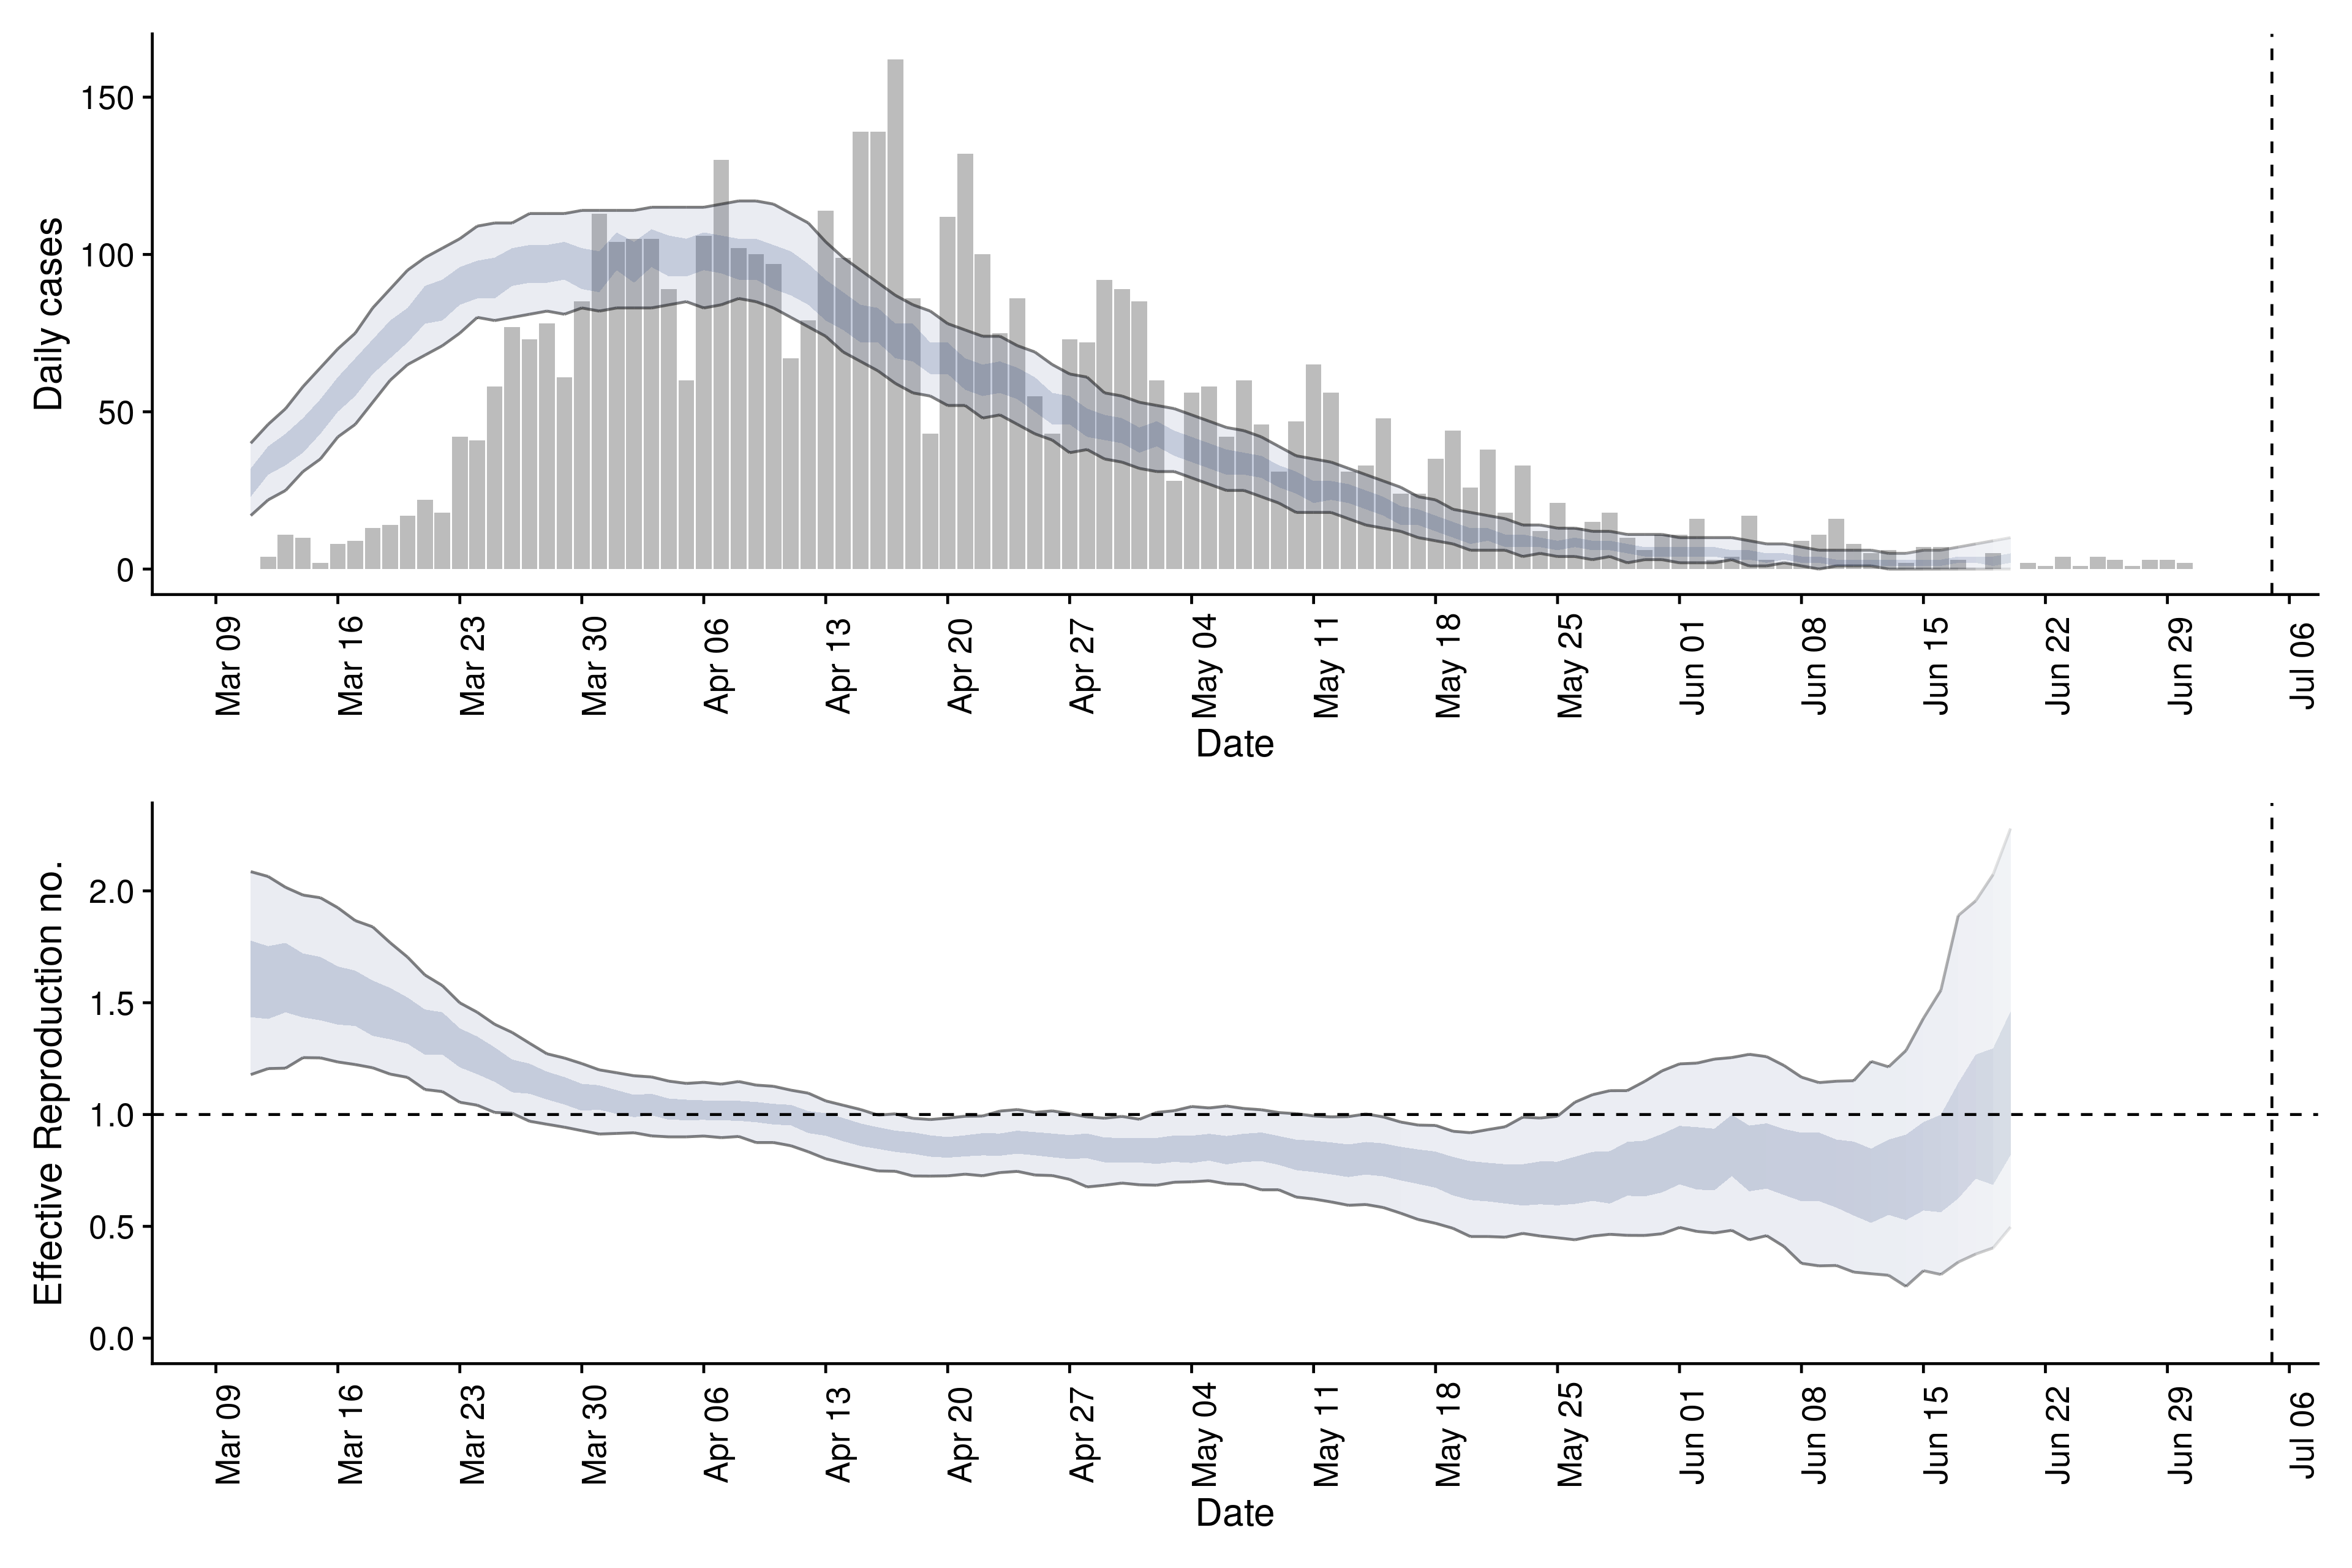 Daily cases
150
100
50
0
Mar 09
Mar 16
Mar 23
Mar 30
Apr 06
Apr 13
Apr 20
Apr 27
May 04
May 11
May 18
May 25
Jun 01
Jun 08
Jun 15
Jun 22
Jun 29
Jul 06
Date
Effective Reproduction no.
2.0
1.5
1.0
0.5
0.0
Mar 09
Mar 16
Mar 23
Mar 30
Apr 06
Apr 13
Apr 20
Apr 27
May 04
May 11
May 18
May 25
Jun 01
Jun 08
Jun 15
Jun 22
Jun 29
Jul 06
Date